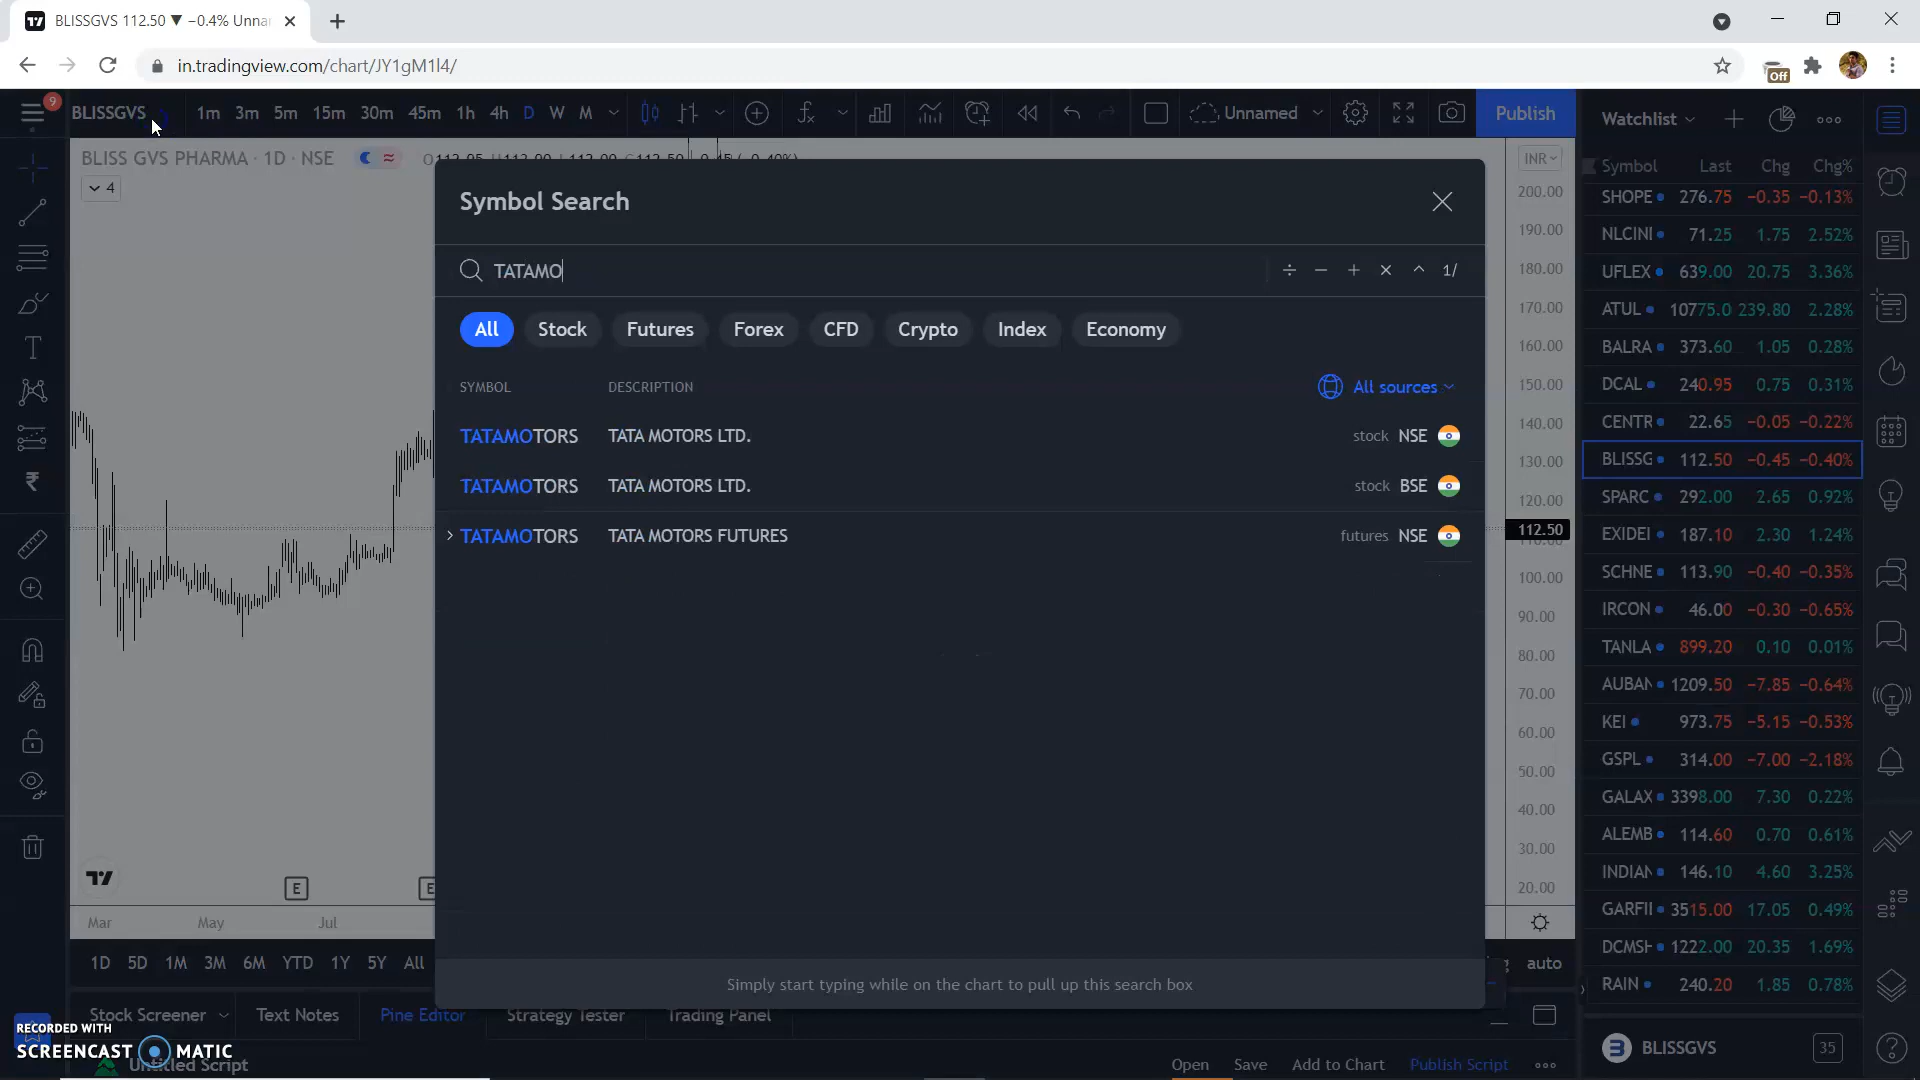 BLISSGVS 112.50 ▼ −0.4% Unna
in.tradingview.com/chart/JY1gM1l4/
Off
9
BLISSGVS 1m 3m 5m 15m 30m 45m 1h 4h D W M Unnamed Publish
BLISS GVS PHARMA · 1D · NSE
4
Symbol Search
TATAMO ÷ − + × ^ 1/
All Stock Futures Forex CFD Crypto Index Economy
SYMBOL DESCRIPTION All sources
TATAMOTORS TATA MOTORS LTD. stock NSE
TATAMOTORS TATA MOTORS LTD. stock BSE
TATAMOTORS TATA MOTORS FUTURES futures NSE
Simply start typing while on the chart to pull up this search box
INR
200.00
190.00
180.00
170.00
160.00
150.00
140.00
130.00
120.00
112.50
100.00
90.00
80.00
70.00
60.00
50.00
40.00
30.00
20.00
E E
Mar May Jul
1D 5D 1M 3M 6M YTD 1Y 5Y All
auto
Stock Screener Text Notes Pine Editor Strategy Tester Trading Panel
Untitled Script
Open Save Add to Chart Publish Script
Watchlist
Symbol Last Chg Chg%
SHOPE 276.75 −0.35 −0.13%
NLCINI 71.25 1.75 2.52%
UFLEX 639.00 20.75 3.36%
ATUL 10775.0 239.80 2.28%
BALRA 373.60 1.05 0.28%
DCAL 240.95 0.75 0.31%
CENTR 22.65 −0.05 −0.22%
BLISSG 112.50 −0.45 −0.40%
SPARC 292.00 2.65 0.92%
EXIDEI 187.10 2.30 1.24%
SCHNE 113.90 −0.40 −0.35%
IRCON 46.00 −0.30 −0.65%
TANLA 899.20 0.10 0.01%
AUBAN 1209.50 −7.85 −0.64%
KEI 973.75 −5.15 −0.53%
GSPL 314.00 −7.00 −2.18%
GALAX 3398.00 7.30 0.22%
ALEMB 114.60 0.70 0.61%
INDIAN 146.10 4.60 3.25%
GARFII 3515.00 17.05 0.49%
DCMSH 1222.00 20.35 1.69%
RAIN 240.20 1.85 0.78%
BLISSGVS 35
RECORDED WITH
SCREENCAST MATIC